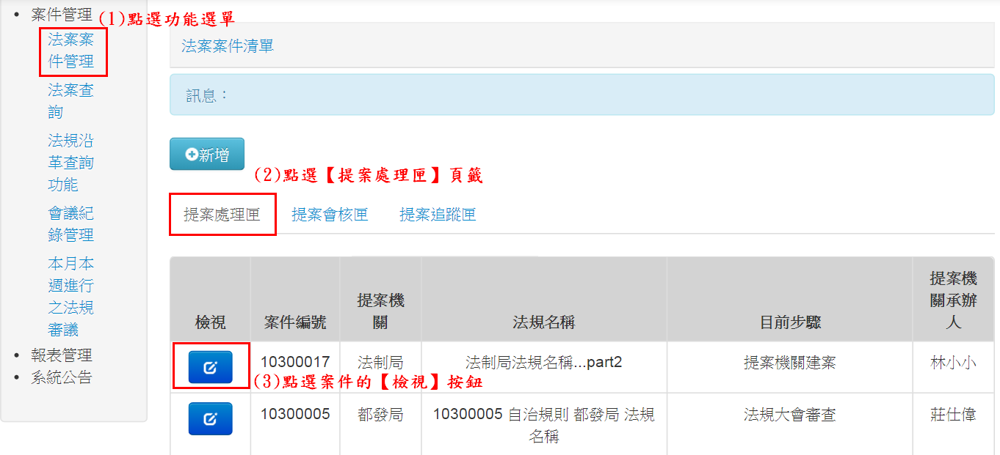 案件管理
(1)點選功能選單
法案案
件管理
法案查
詢
法規沿
革查詢
功能
會議紀
錄管理
本月本
週進行
之法規
審議
報表管理
系統公告
法案案件清單
訊息：
新增
(2)點選【提案處理匣】頁籤
提案處理匣 提案會核匣 提案追蹤匣
檢視 案件編號 提案機
關 法規名稱 目前步驟 提案機
關承辦
人
10300017 法制局 法制局法規名稱...part2 提案機關建案 林小小
(3)點選案件的【檢視】按鈕
10300005 都發局 10300005 自治規則 都發局 法規
名稱 法規大會審查 莊仕偉